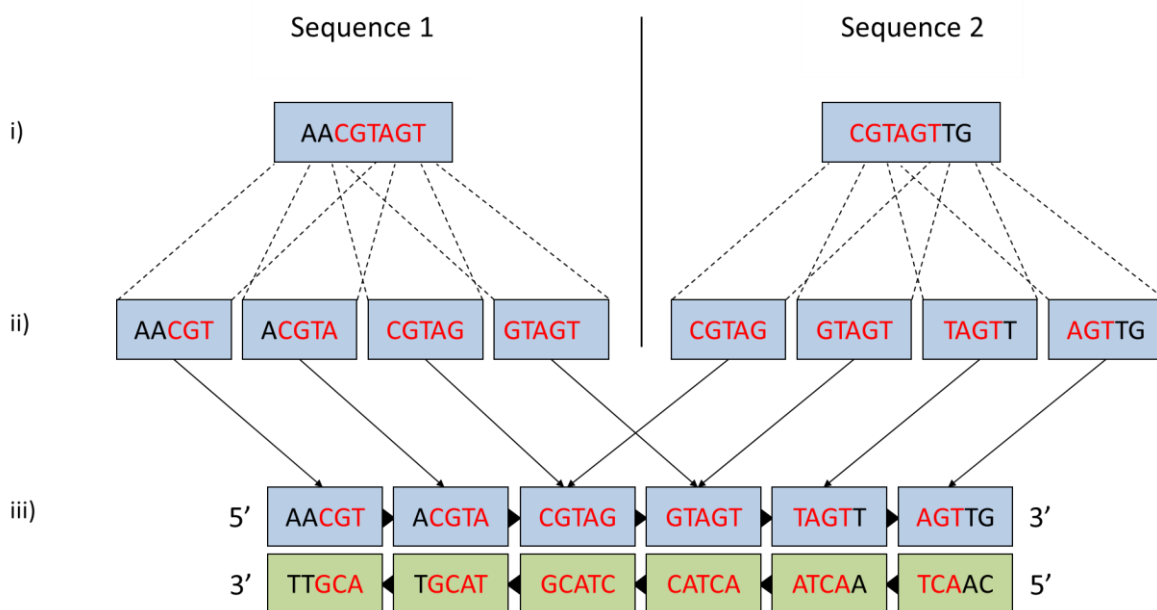 Sequence 1 Sequence 2
i) AACGTAGT CGTAGTTG
ii) AACGT ACGTA CGTAG GTAGT CGTAG GTAGT TAGTT AGTTG
iii) 5’ AACGT ACGTA CGTAG GTAGT TAGTT AGTTG 3’
3’ TTGCA TGCAT GCATC CATCA ATCAA TCAAC 5’